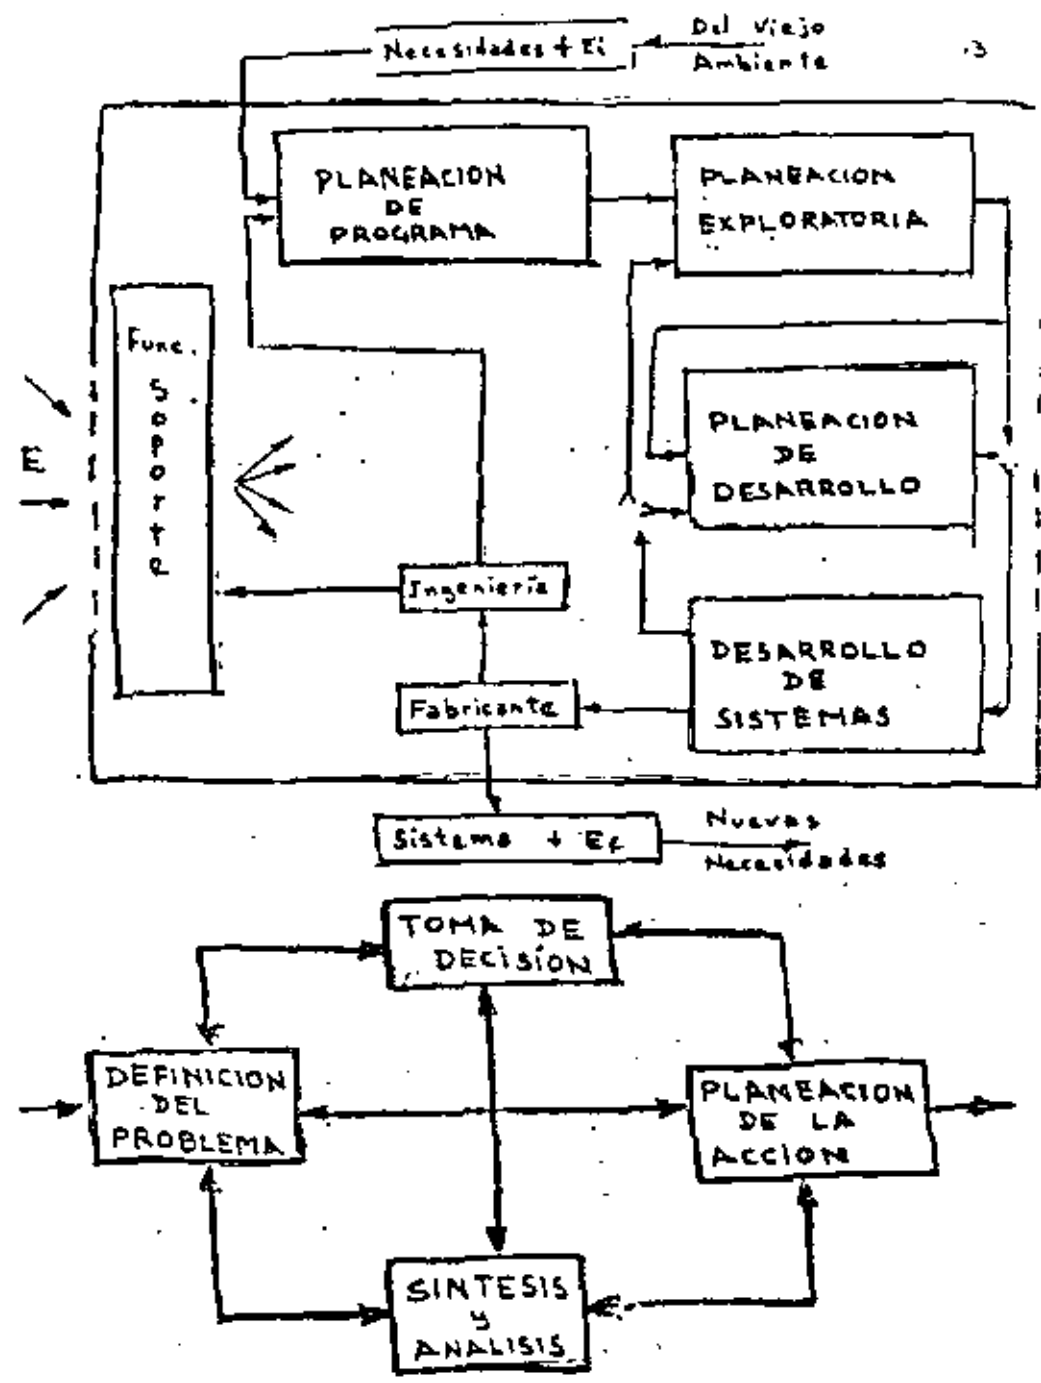 Del Viejo
Necesidades + Ei
Ambiente
.3
PLANEACION
DE
PROGRAMA
PLANEACION
EXPLORATORIA
Func.
Soporte
E
PLANEACION
DE
DESARROLLO
Ingeniería
DESARROLLO
DE
SISTEMAS
Fabricante
Sistema + Ef
Nuevas
Necesidades
TOMA DE
DECISÍON
DEFINICION
DEL
PROBLEMA
PLANEACION
DE LA
ACCION
SINTESIS
y
ANALISIS